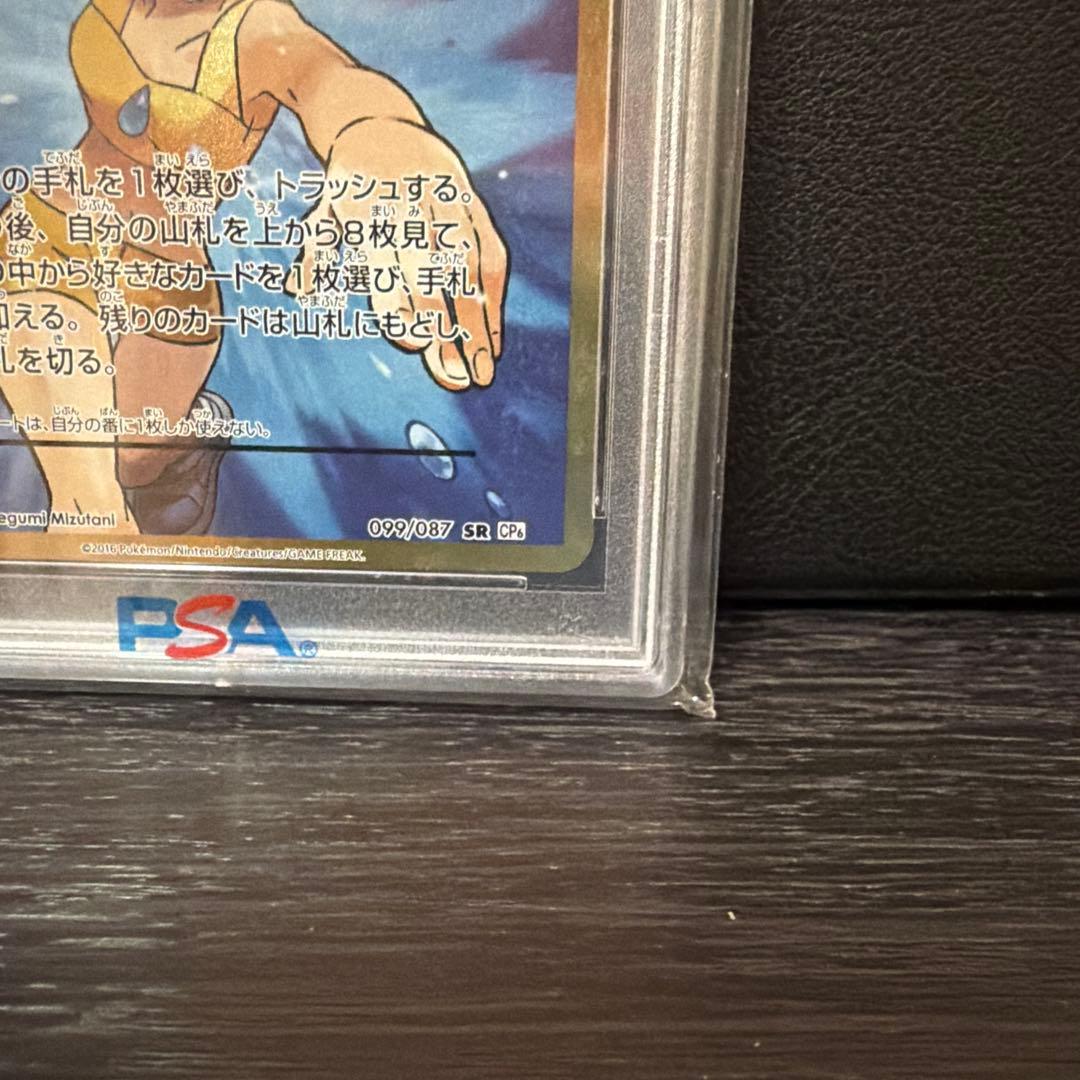 の手札を1枚選び、トラッシュする。
後、自分の山札を上から8枚見て、
中から好きなカードを1枚選び、手札
加える。残りのカードは山札にもどし、
札を切る。
ートは、自分の番に1枚しか使えない。
egumi Mizutani
099/087 SR CP6
©2016 Pokémon/Nintendo/Creatures/GAME FREAK.
PSA®